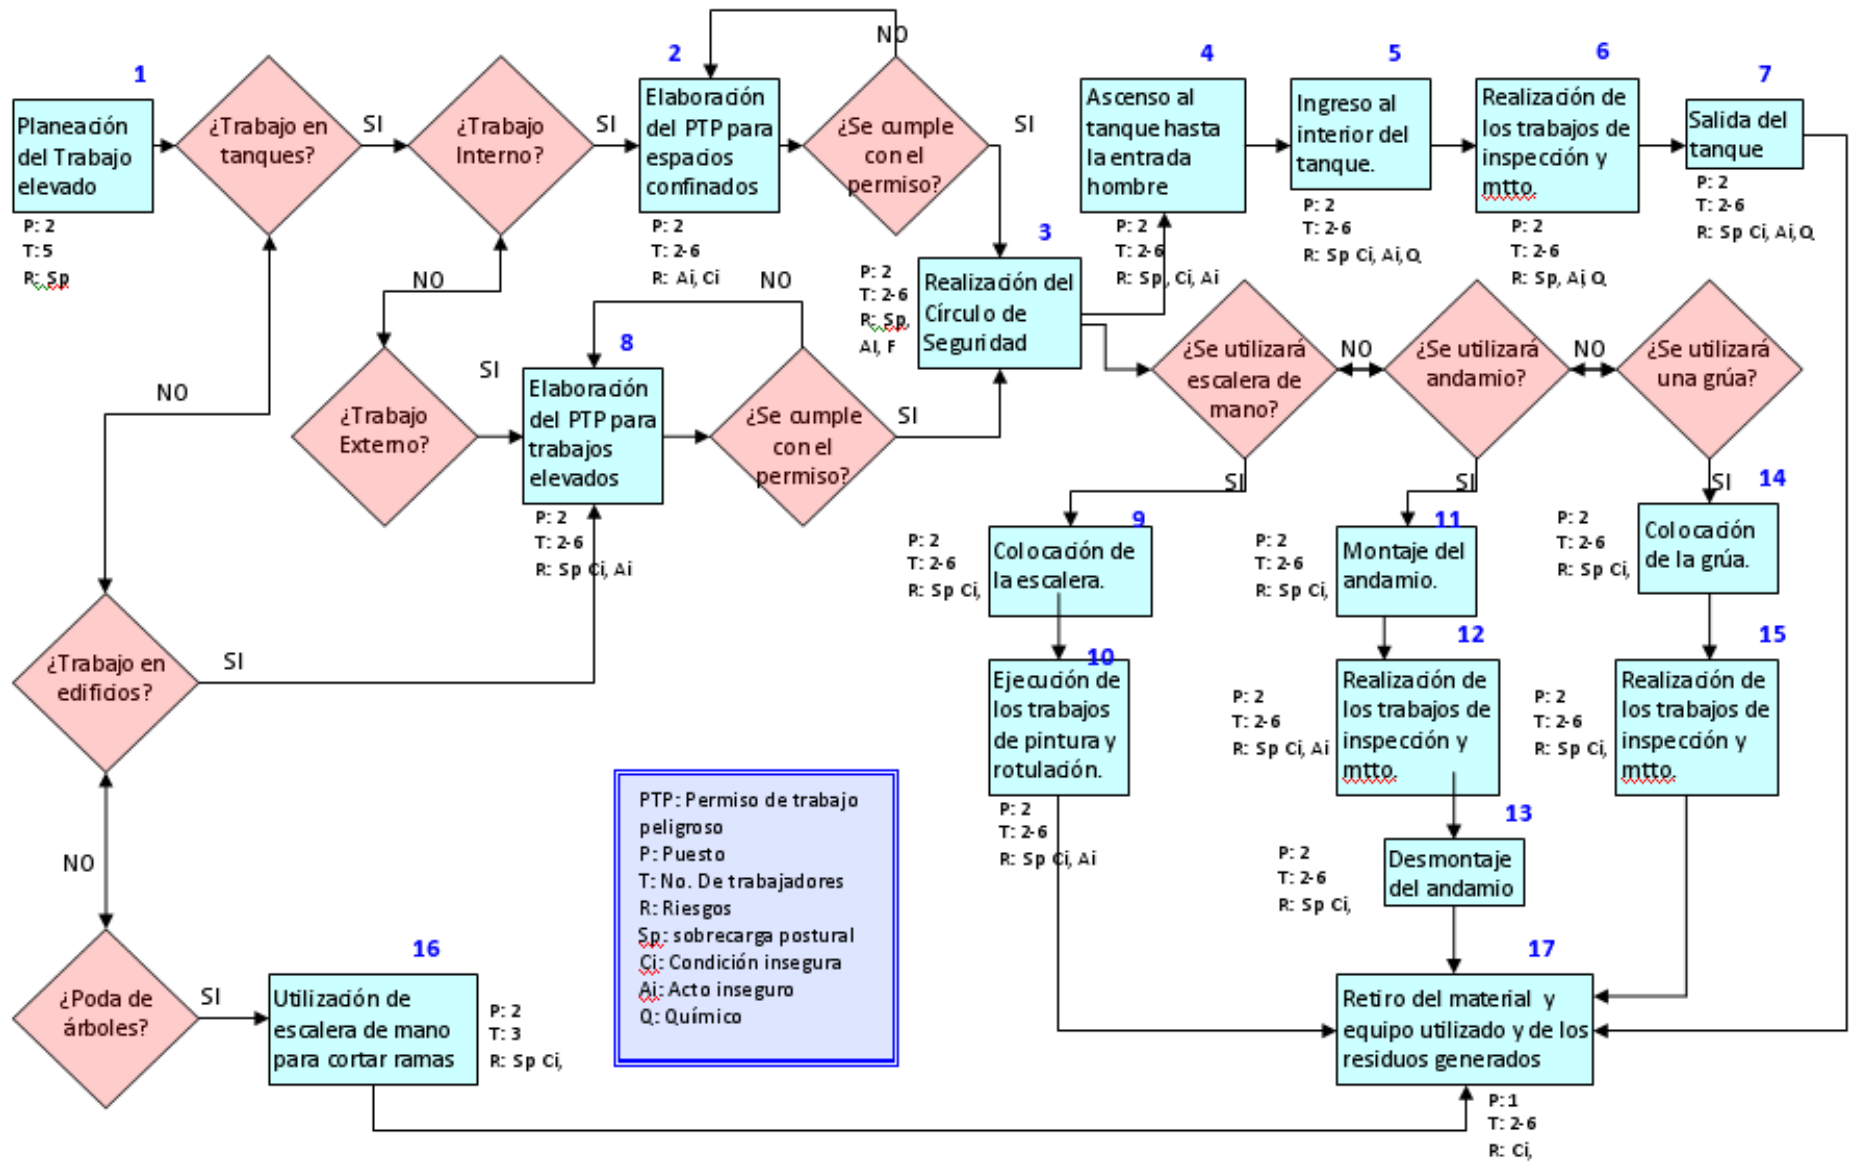 1
Planeación
del Trabajo
elevado
P: 2
T: 5
R: Sp
¿Trabajo en
tanques?
SI
NO
¿Trabajo
Interno?
SI
NO
2
Elaboración
del PTP para
espacios
confinados
P: 2
T: 2-6
R: Ai, Ci
NO
¿Se cumple
con el
permiso?
SI
3
Realización del
Círculo de
Seguridad
P: 2
T: 2-6
R: Sp,
Ai, F
4
Ascenso al
tanque hasta
la entrada
hombre
P: 2
T: 2-6
R: Sp, Ci, Ai
5
Ingreso al
interior del
tanque.
P: 2
T: 2-6
R: Sp Ci, Ai, Q
6
Realización de
los trabajos de
inspección y
mtto.
P: 2
T: 2-6
R: Sp, Ai Q
7
Salida del
tanque
P: 2
T: 2-6
R: Sp Ci, Ai, Q
¿Trabajo
Externo?
SI
8
Elaboración
del PTP para
trabajos
elevados
P: 2
T: 2-6
R: Sp Ci, Ai
NO
¿Se cumple
con el
permiso?
SI
¿Se utilizará
escalera de
mano?
NO
SI
¿Se utilizará
andamio?
NO
SI
¿Se utilizará
una grúa?
SI
9
Colocación de
la escalera.
P: 2
T: 2-6
R: Sp Ci,
10
Ejecución de
los trabajos
de pintura y
rotulación.
P: 2
T: 2-6
R: Sp Ci, Ai
11
Montaje del
andamio.
P: 2
T: 2-6
R: Sp Ci,
12
Realización de
los trabajos de
inspección y
mtto.
P: 2
T: 2-6
R: Sp Ci, Ai
13
Desmontaje
del andamio
P: 2
T: 2-6
R: Sp Ci,
14
Colocación
de la grúa.
P: 2
T: 2-6
R: Sp Ci,
15
Realización de
los trabajos de
inspección y
mtto.
P: 2
T: 2-6
R: Sp Ci,
¿Trabajo en
edificios?
SI
NO
¿Poda de
árboles?
SI
16
Utilización de
escalera de mano
para cortar ramas
P: 2
T: 3
R: Sp Ci,
PTP: Permiso de trabajo
peligroso
P: Puesto
T: No. De trabajadores
R: Riesgos
Sp: sobrecarga postural
Ci: Condición insegura
Ai: Acto inseguro
Q: Químico
17
Retiro del material y
equipo utilizado y de los
residuos generados
P: 1
T: 2-6
R: Ci,